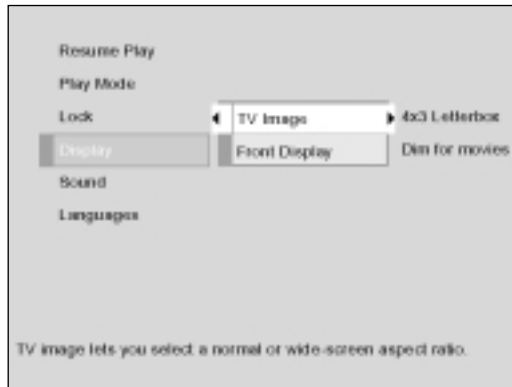 Resume Play
Play Mode
Lock
TV Image
4x3 Letterbox
Display
Front Display
Dim for movies
Sound
Languages
TV image lets you select a normal or wide-screen aspect ratio.